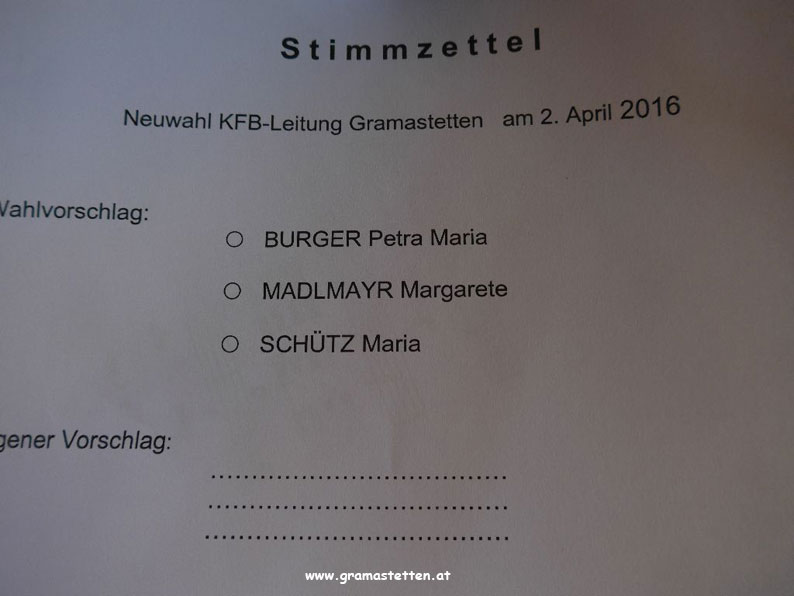 Stimmzettel
Neuwahl KFB-Leitung Gramastetten am 2. April 2016
Wahlvorschlag:
BURGER Petra Maria
MADLMAYR Margarete
SCHÜTZ Maria
gener Vorschlag:
....................................
....................................
....................................
www.gramastetten.at